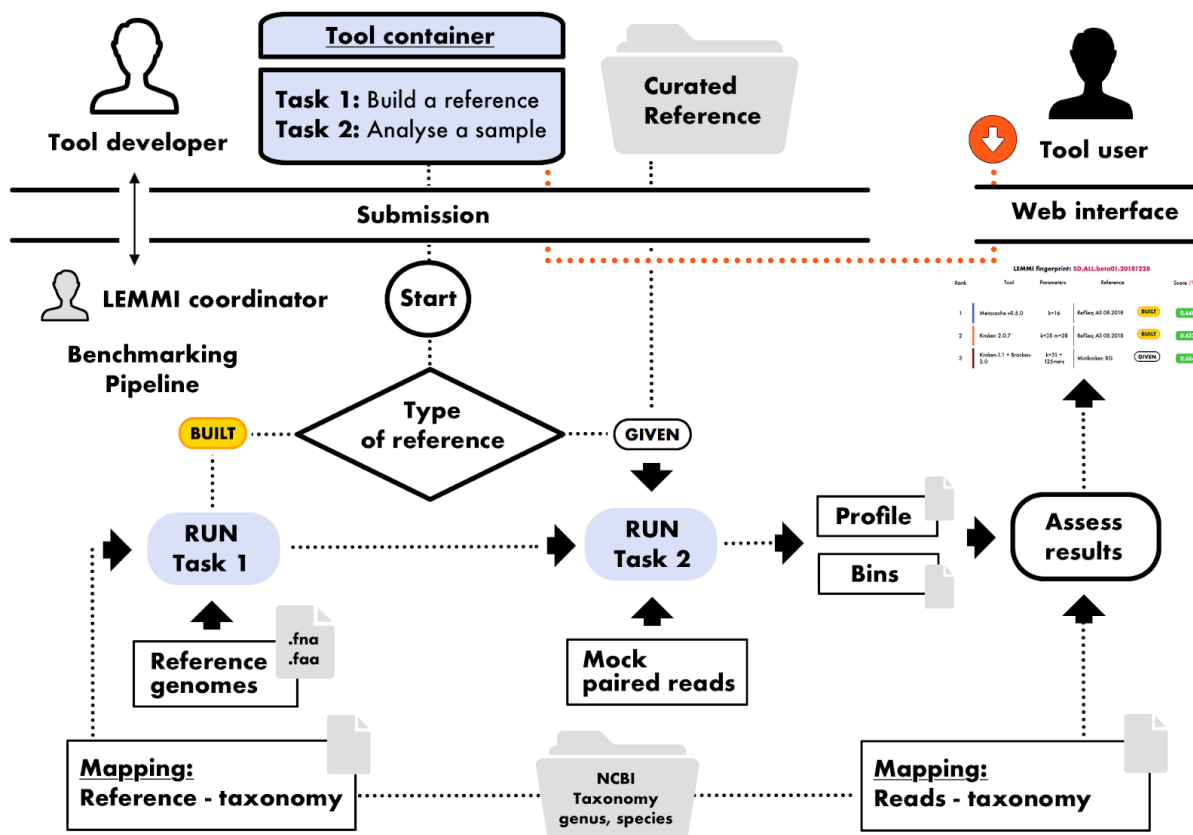 Tool container
Task 1: Build a reference
Task 2: Analyse a sample
Curated
Reference
Tool developer
Tool user
Submission
Web interface
LEMMI coordinator
Start
Benchmarking
Pipeline
LEMMI fingerprint: SD.ALL.beta01.20181228
Rank Tool Parameters Reference Score
1 Metacache v0.5.0 k=16 RefSeq All 08.2018 BUILT
2 Kraken 2.0.7 k=35 m=28 RefSeq All 08.2018 BUILT
3 Kraken-1.1 + Bracken-
2.0 k=31 +
125mers Minikraken 8G GIVEN
Type
of reference
BUILT
GIVEN
RUN
Task 1
RUN
Task 2
Profile
Bins
Assess
results
.fna
.faa
Reference
genomes
Mock
paired reads
Mapping:
Reference - taxonomy
NCBI
Taxonomy
genus, species
Mapping:
Reads - taxonomy